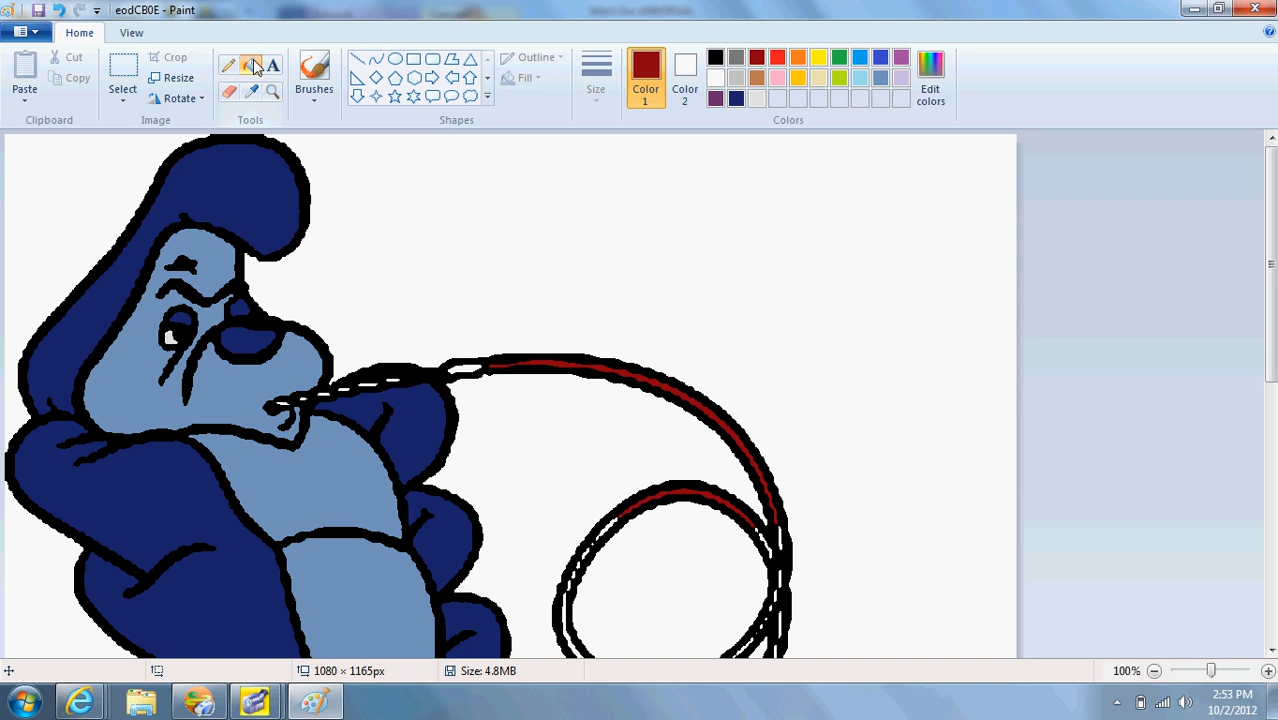 eodCB0E - Paint
Home
View
Paste
Cut
Copy
Clipboard
Select
Crop
Resize
Rotate
Image
A
Tools
Brushes
Shapes
Outline
Fill
Size
Color 1
Color 2
Edit colors
Colors
1080 × 1165px
Size: 4.8MB
100%
2:53 PM
10/2/2012